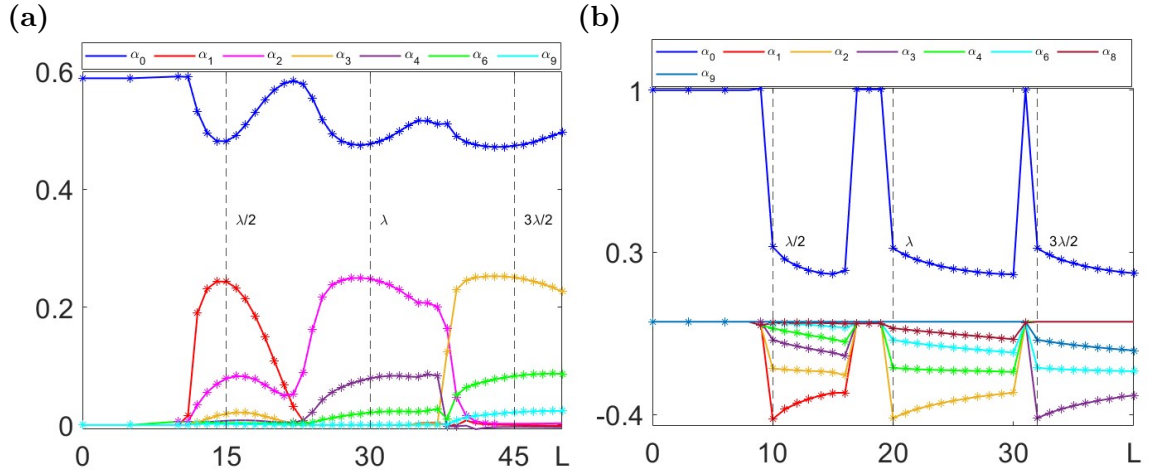 (a)
(b)
α₀ α₁ α₂ α₃ α₄ α₆ α₉
α₀ α₁ α₂ α₃ α₄ α₆ α₈
α₉
0.6
0.4
0.2
0
λ/2
λ
3λ/2
0
15
30
45
L
1
0.3
-0.4
λ/2
λ
3λ/2
0
10
20
30
L